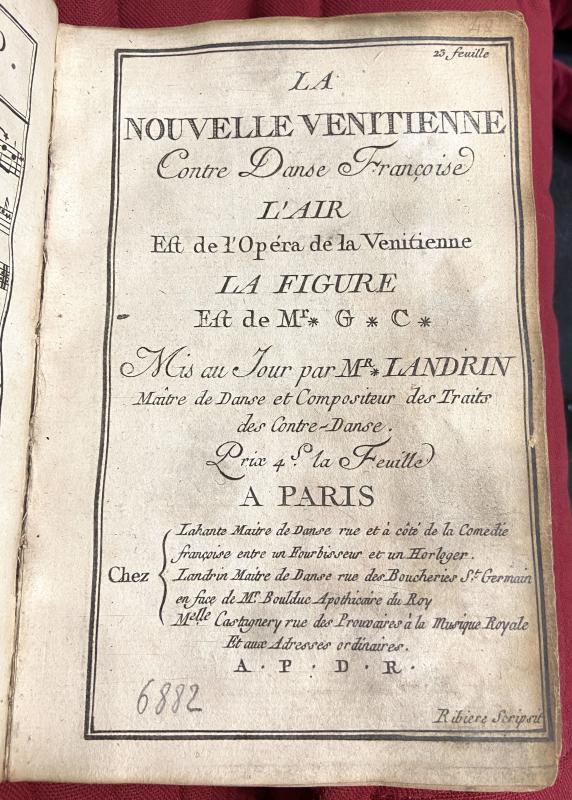 48
23 feuille
LA
NOUVELLE VENITIENNE
Contre Danse Françoise
L'AIR
Est de l'Opéra de la Venitienne
LA FIGURE
Est de Mr* G * C *
Mis au Jour par MR* LANDRIN
Maître de Danse et Compositeur des Traits
des Contre-Danse.
Prix 4 S. la Feuille
A PARIS
Chez
Lahante Maitre de Danse rue et à côté de la Comedie
françoise entre un Fourbisseur et un Horloger.
Landrin Maitre de Danse rue des Boucheries St. Germain
en face de Mr Boulduc Apothicaire du Roy
Melle Castagnery rue des Prouvaires à la Musique Royale
Et aux Adresses ordinaires.
A. P. D. R.
6882
Ribiere Scripsit